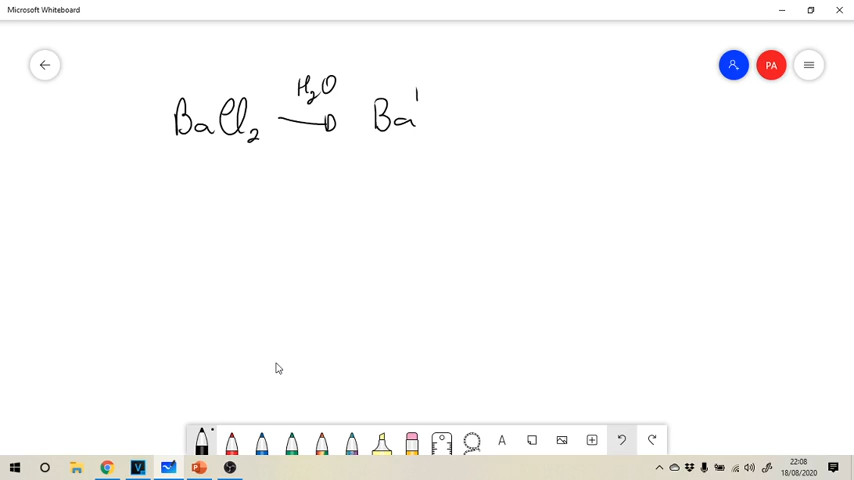 Microsoft Whiteboard
PA
H₂O
BaCl₂ → Ba
A
22:08
18/08/2020